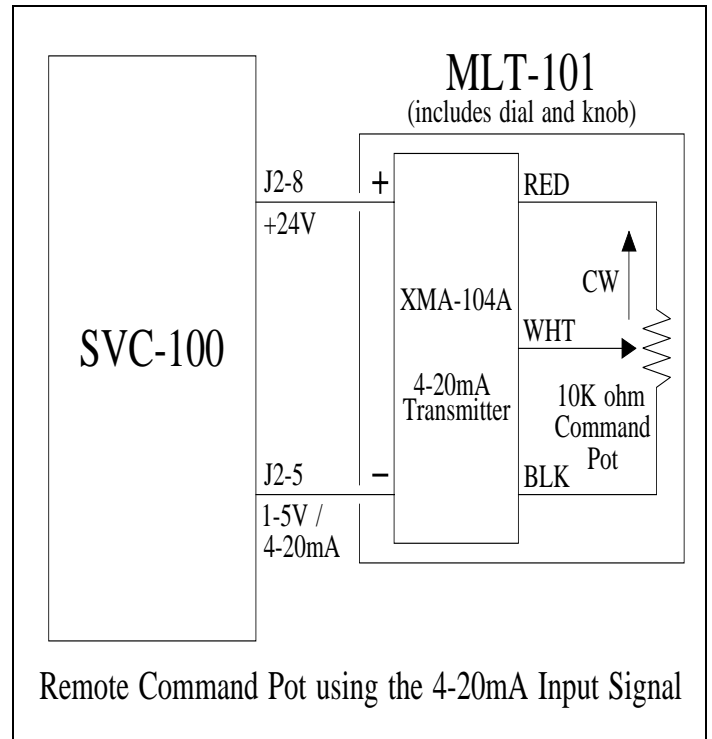 MLT-101
(includes dial and knob)
J2-8
+
RED
+24V
CW
XMA-104A
SVC-100
WHT
4-20mA
Transmitter
10K ohm
Command
Pot
J2-5
−
BLK
1-5V /
4-20mA
Remote Command Pot using the 4-20mA Input Signal